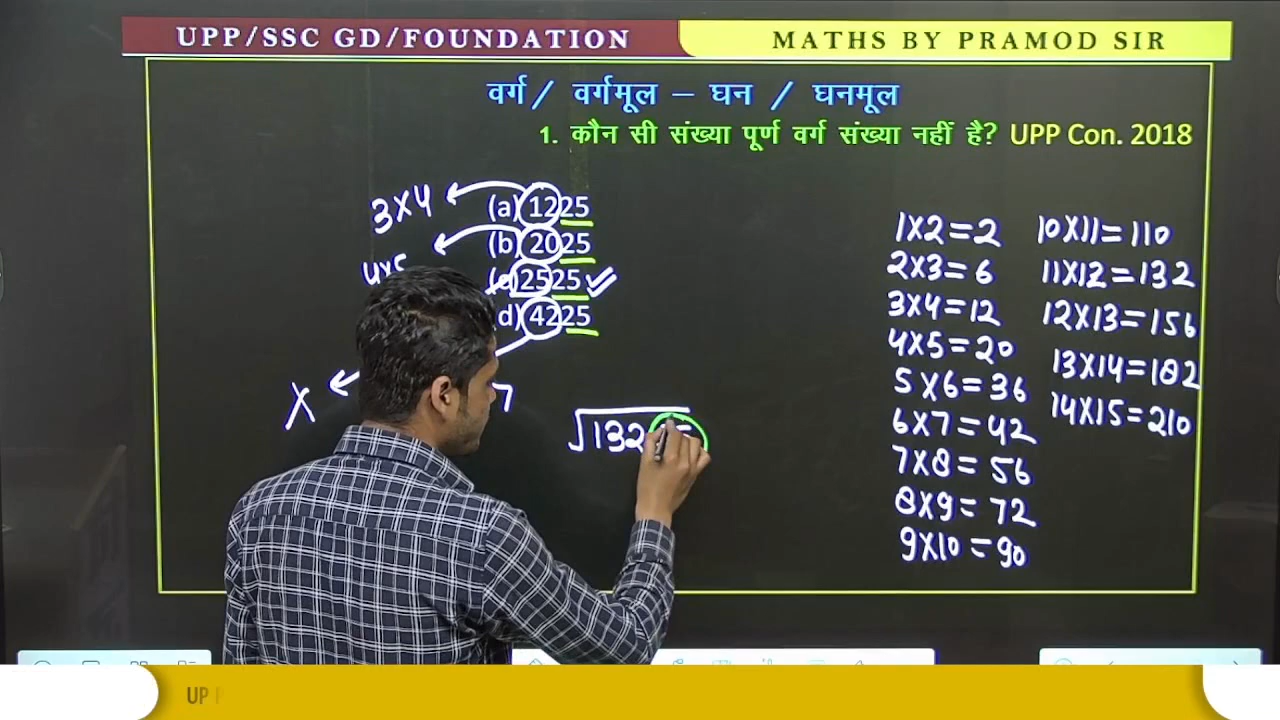 UPP/SSC GD/FOUNDATION
MATHS BY PRAMOD SIR
वर्ग / वर्गमूल – घन / घनमूल
1. कौन सी संख्या पूर्ण वर्ग संख्या नहीं है? UPP Con. 2018
3X4
(a) 1225
(b) 2025
4x5
2525 ✓
d) 4225
X
7
√132
1X2=2
2X3=6
3X4=12
4X5=20
5X6=36
6X7=42
7X8=56
8X9=72
9X10=90
10X11=110
11X12=132
12X13=156
13X14=182
14X15=210
UP